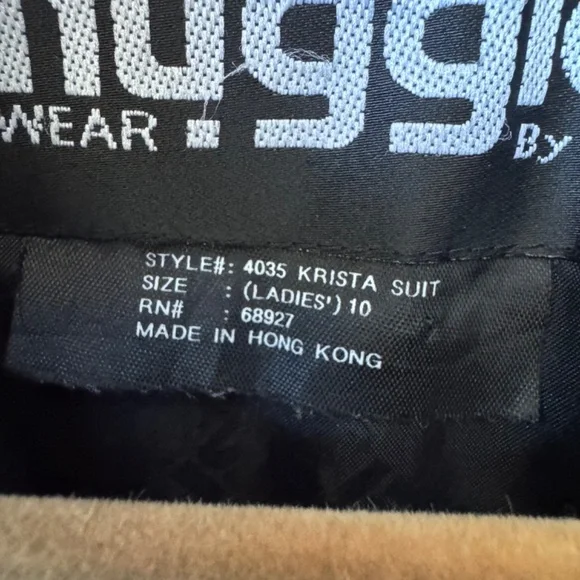 WEAR
By
STYLE#: 4035 KRISTA SUIT
SIZE : (LADIES') 10
RN# : 68927
MADE IN HONG KONG